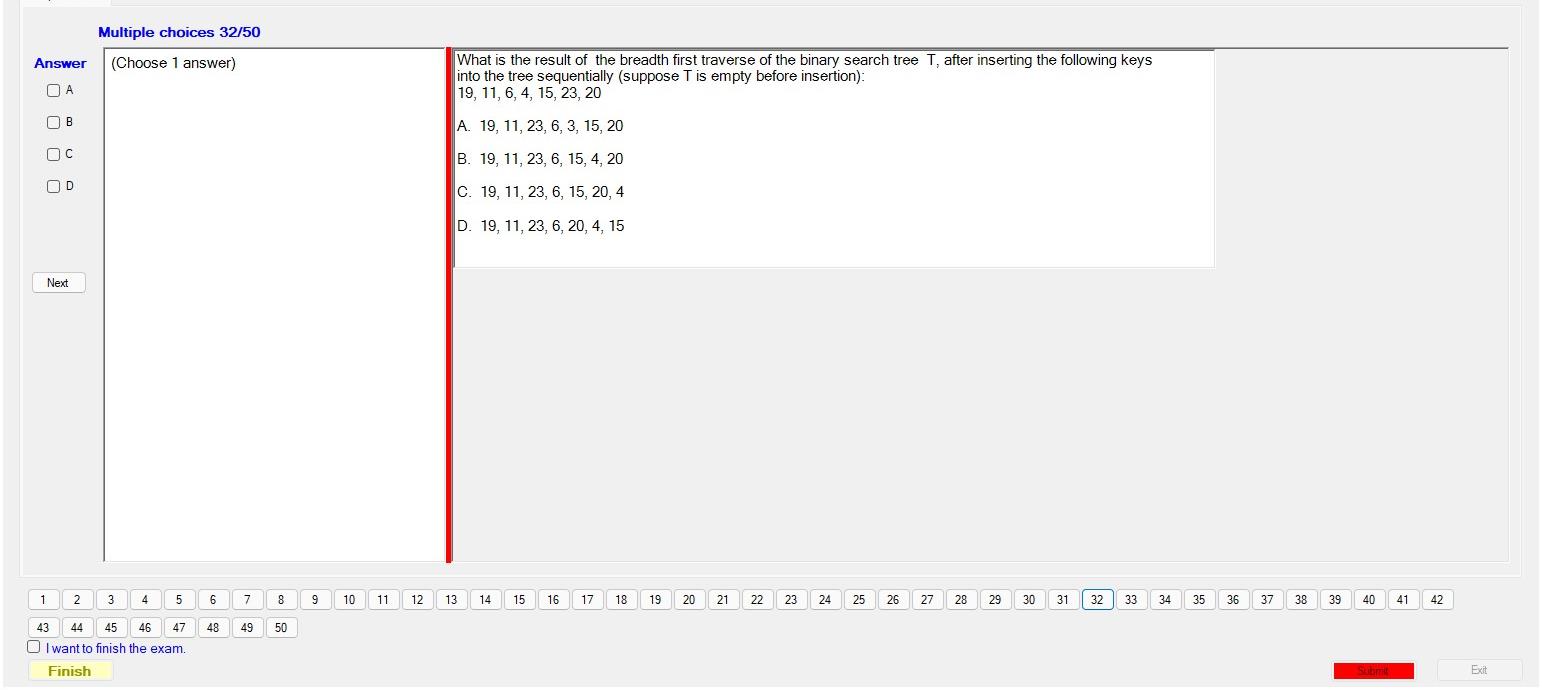 Multiple choices 32/50
Answer
(Choose 1 answer)
A
B
C
D
Next
What is the result of  the breadth first traverse of the binary search tree  T, after inserting the following keys
into the tree sequentially (suppose T is empty before insertion):
19, 11, 6, 4, 15, 23, 20
A.  19, 11, 23, 6, 3, 15, 20
B.  19, 11, 23, 6, 15, 4, 20
C.  19, 11, 23, 6, 15, 20, 4
D.  19, 11, 23, 6, 20, 4, 15
1 2 3 4 5 6 7 8 9 10 11 12 13 14 15 16 17 18 19 20 21 22 23 24 25 26 27 28 29 30 31 32 33 34 35 36 37 38 39 40 41 42
43 44 45 46 47 48 49 50
I want to finish the exam.
Finish
Submit
Exit